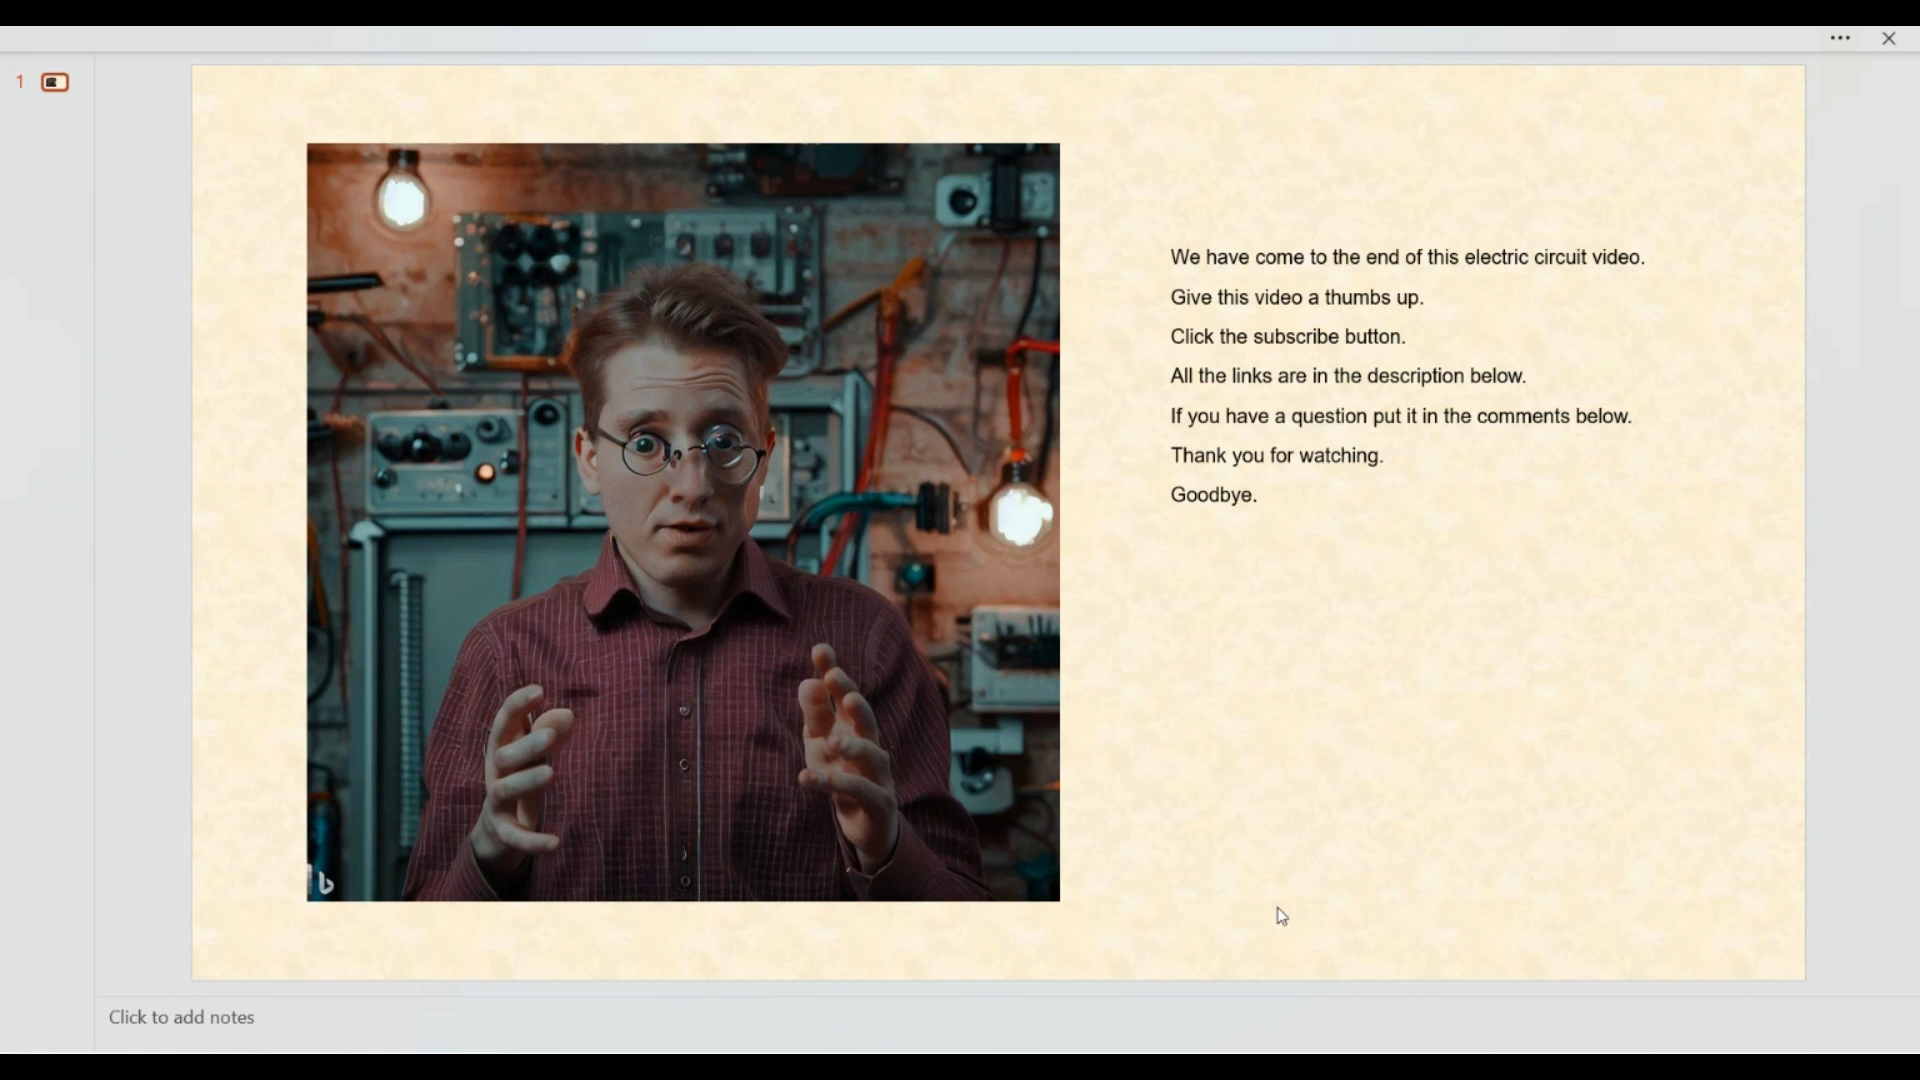 1
We have come to the end of this electric circuit video.
Give this video a thumbs up.
Click the subscribe button.
All the links are in the description below.
If you have a question put it in the comments below.
Thank you for watching.
Goodbye.
Click to add notes